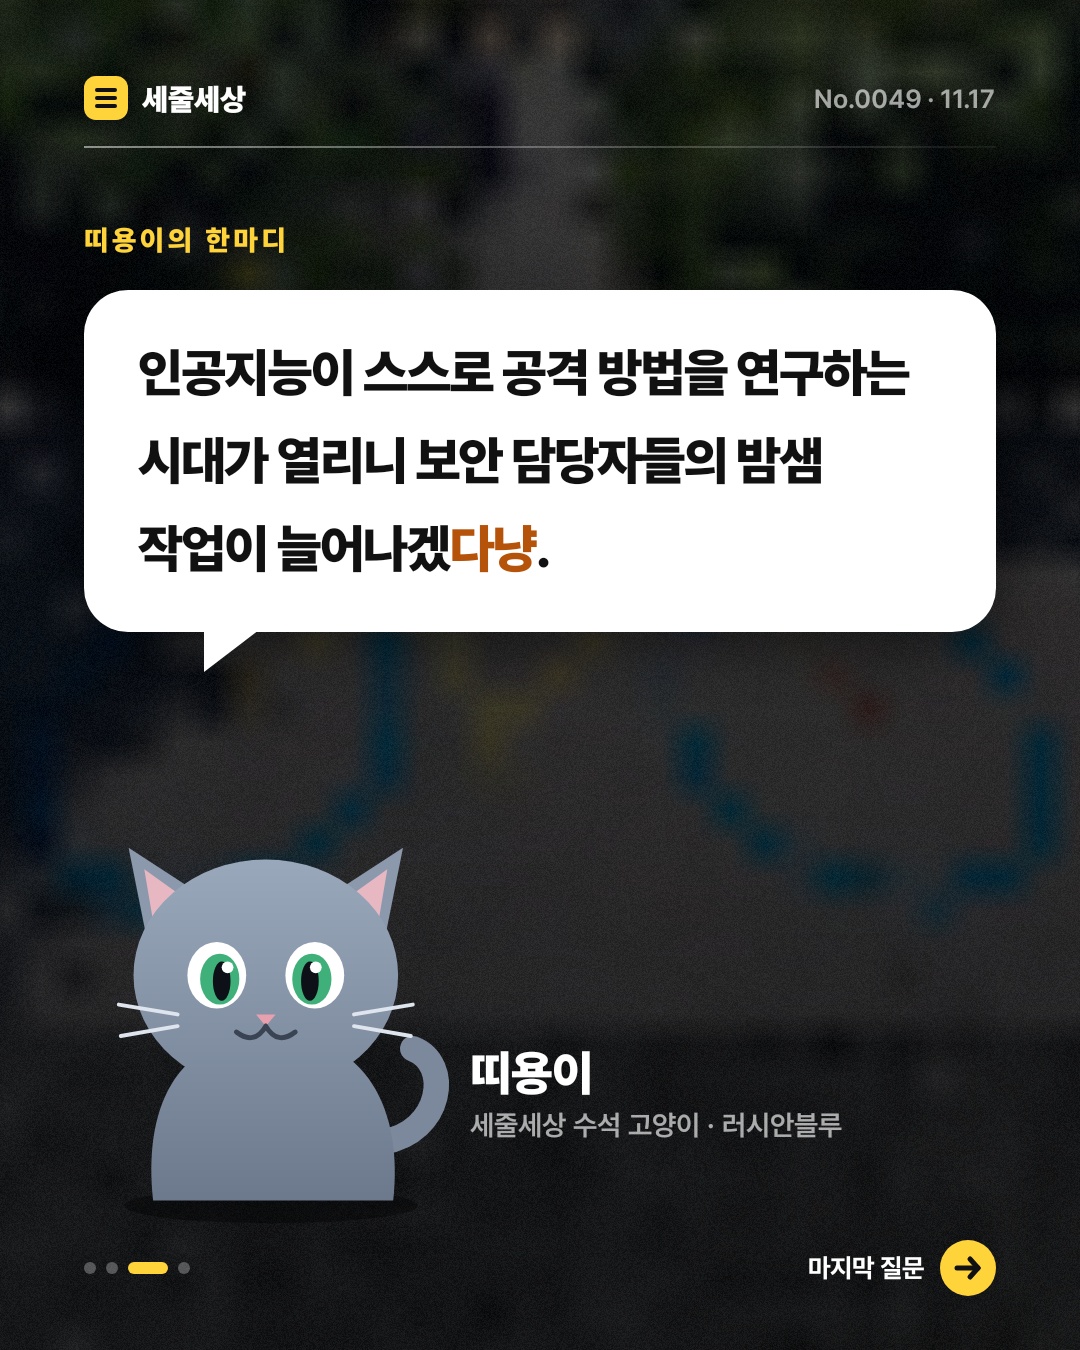 세줄세상
No.0049 · 11.17
띠용이의 한마디
인공지능이 스스로 공격 방법을 연구하는
시대가 열리니 보안 담당자들의 밤샘
작업이 늘어나겠다냥.
띠용이
세줄세상 수석 고양이 · 러시안블루
마지막 질문